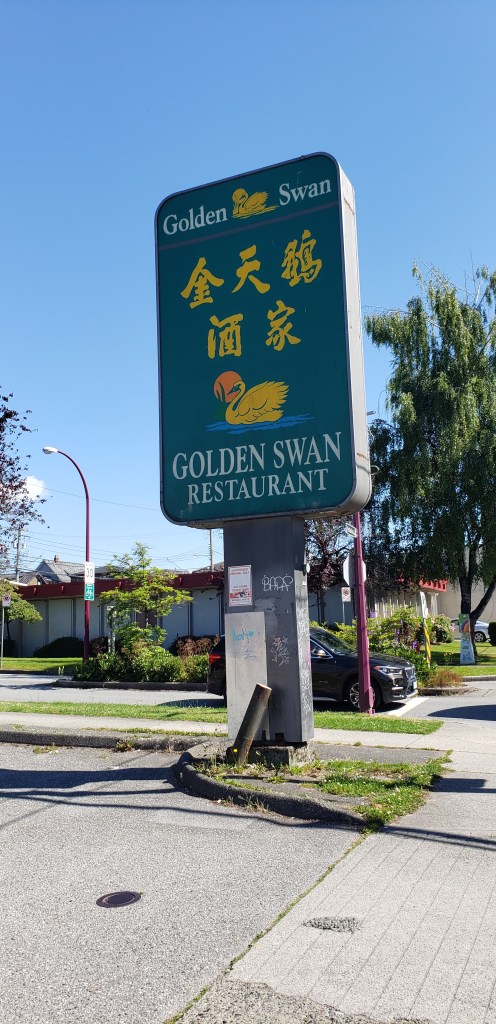 Golden Swan
金天鵝
酒家
GOLDEN SWAN
RESTAURANT